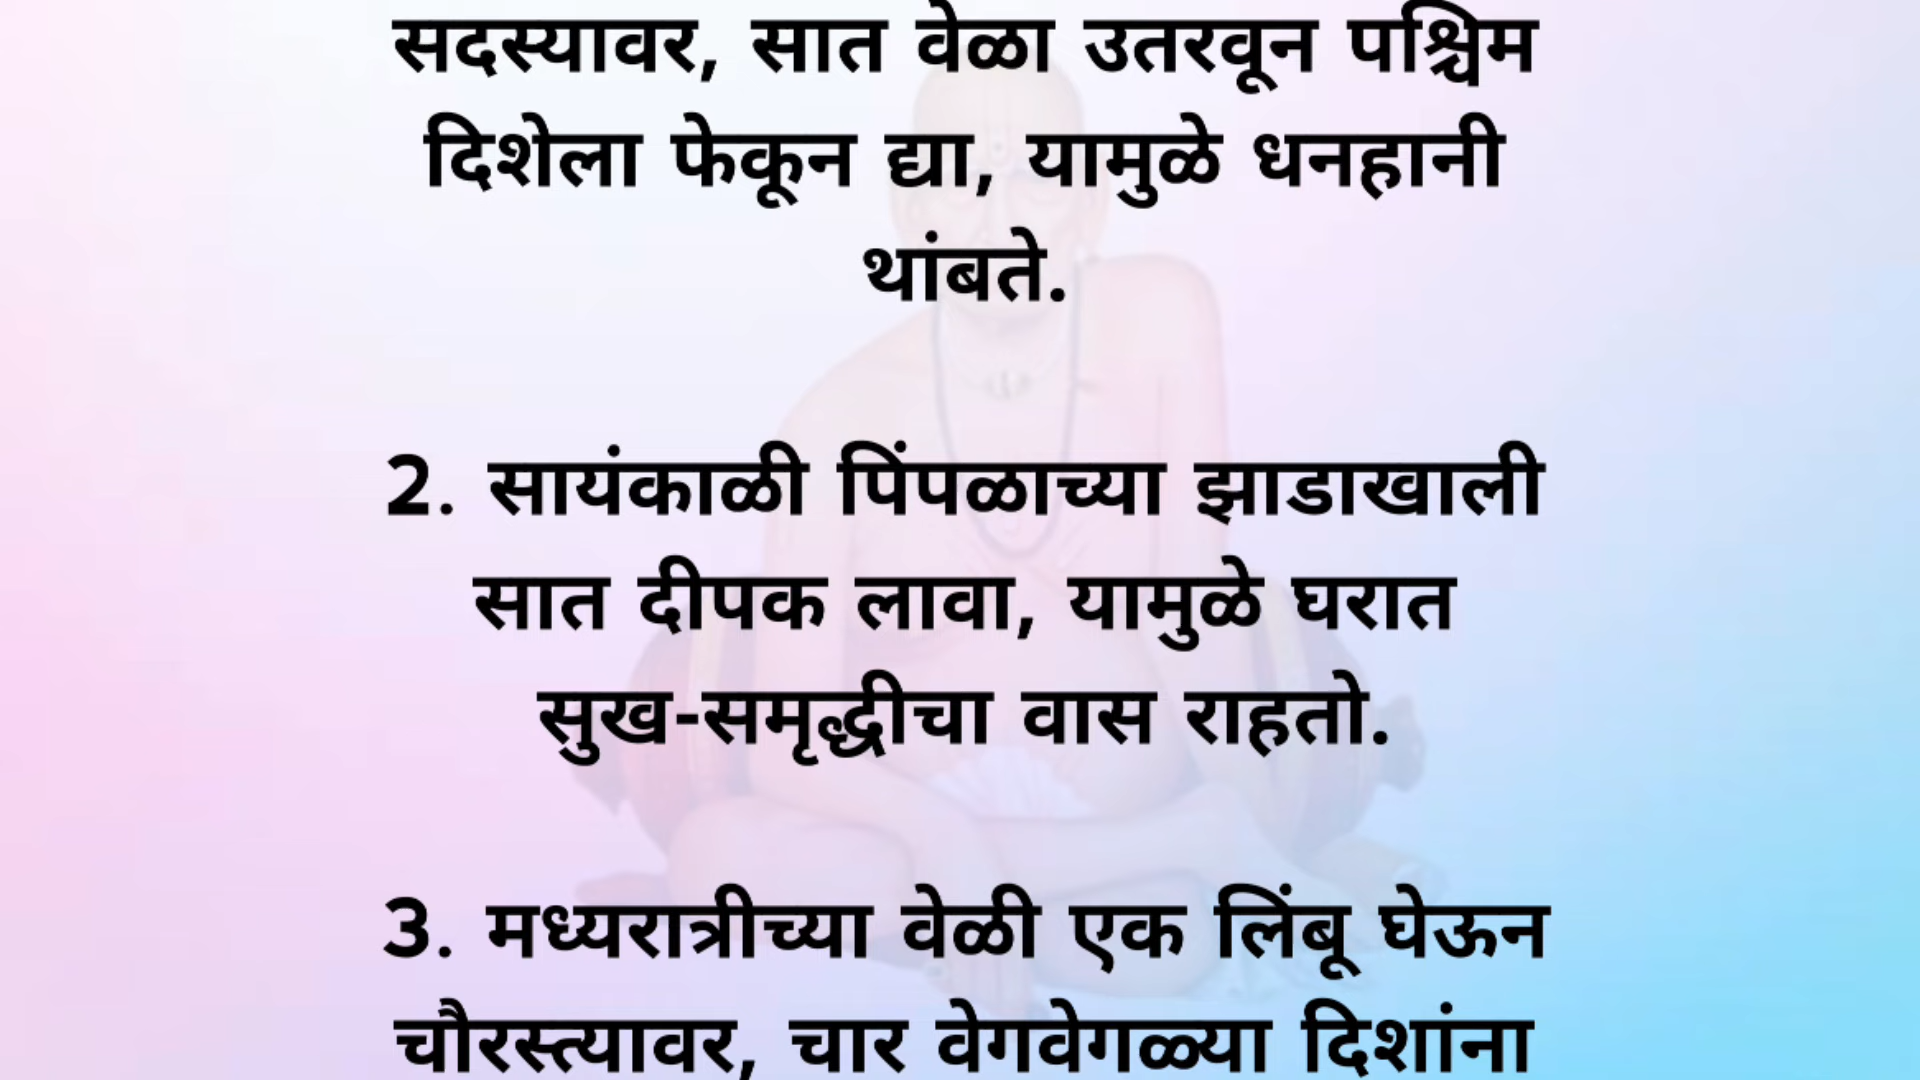 सदस्यावर, सात वेळा उतरवून पश्चिम
दिशेला फेकून द्या, यामुळे धनहानी
थांबते.
2. सायंकाळी पिंपळाच्या झाडाखाली
सात दीपक लावा, यामुळे घरात
सुख-समृद्धीचा वास राहतो.
3. मध्यरात्रीच्या वेळी एक लिंबू घेऊन
चौरस्त्यावर, चार वेगवेगळ्या दिशांना